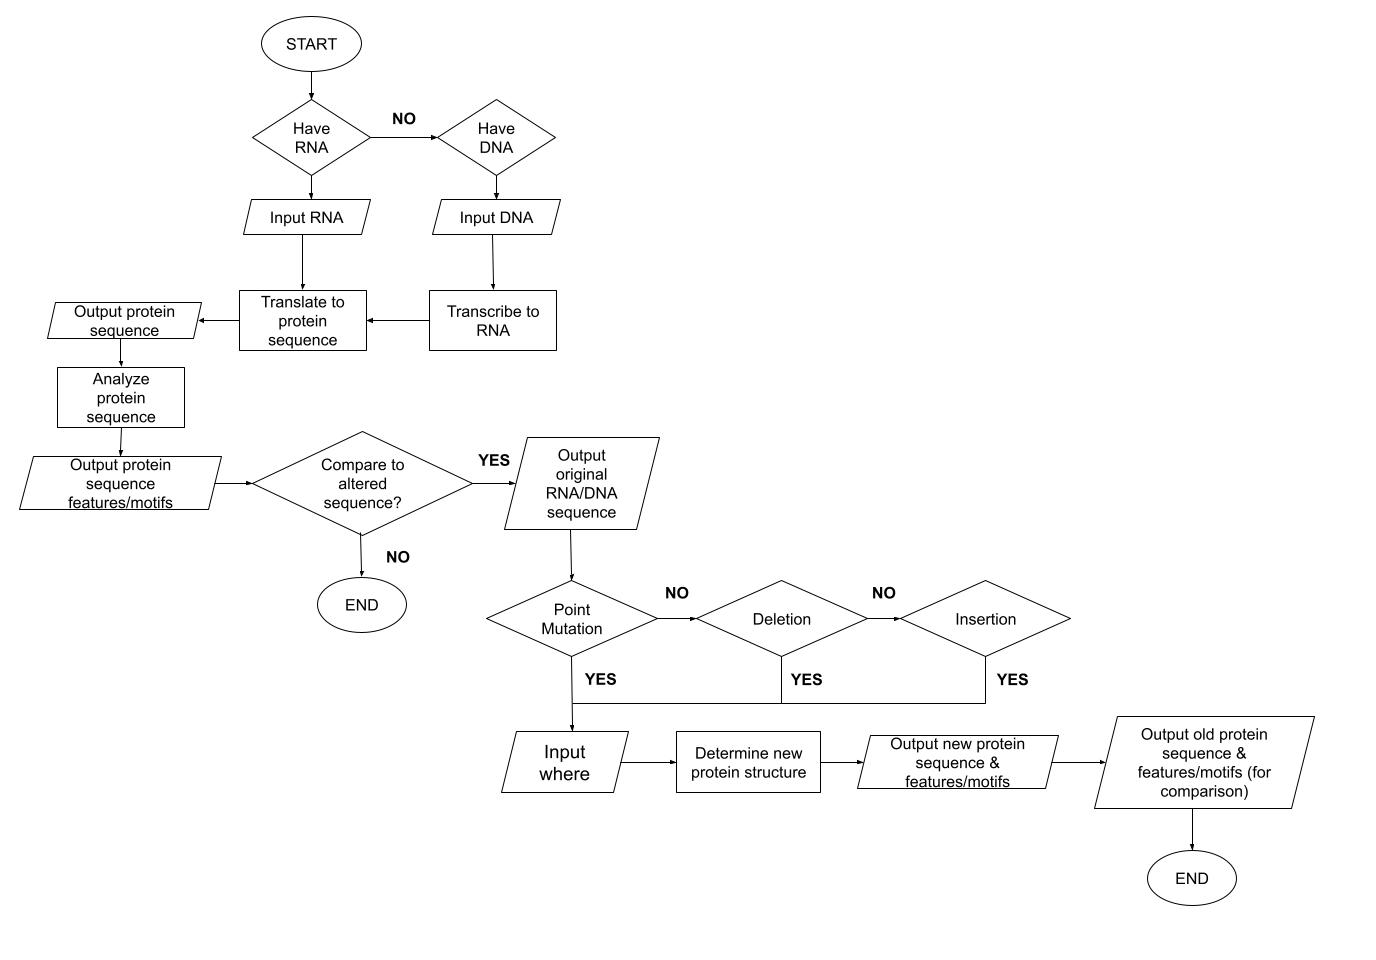 START
Have
RNA
NO
Have
DNA
Input RNA
Input DNA
Output protein
sequence
Translate to
protein
sequence
Transcribe to
RNA
Analyze
protein
sequence
Output protein
sequence
features/motifs
Compare to
altered
sequence?
YES
Output
original
RNA/DNA
sequence
NO
END
Point
Mutation
NO
Deletion
NO
Insertion
YES
YES
YES
Input
where
Determine new
protein structure
Output new protein
sequence &
features/motifs
Output old protein
sequence &
features/motifs (for
comparison)
END